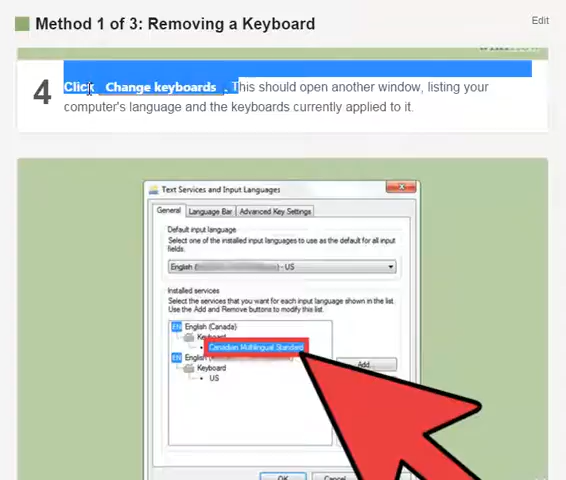 Method 1 of 3: Removing a Keyboard
Edit
4
Click Change keyboards . This should open another window, listing your
computer's language and the keyboards currently applied to it.
Text Services and Input Languages
General Language Bar Advanced Key Settings
Default input language
Select one of the installed input languages to use as the default for all input
fields.
English ( ) - US
Installed services
Select the services that you want for each input language shown in the list.
Use the Add and Remove buttons to modify this list.
EN English (Canada)
Keyboard
Canadian Multilingual Standard
EN English
Keyboard
US
Add
OK
Cancel